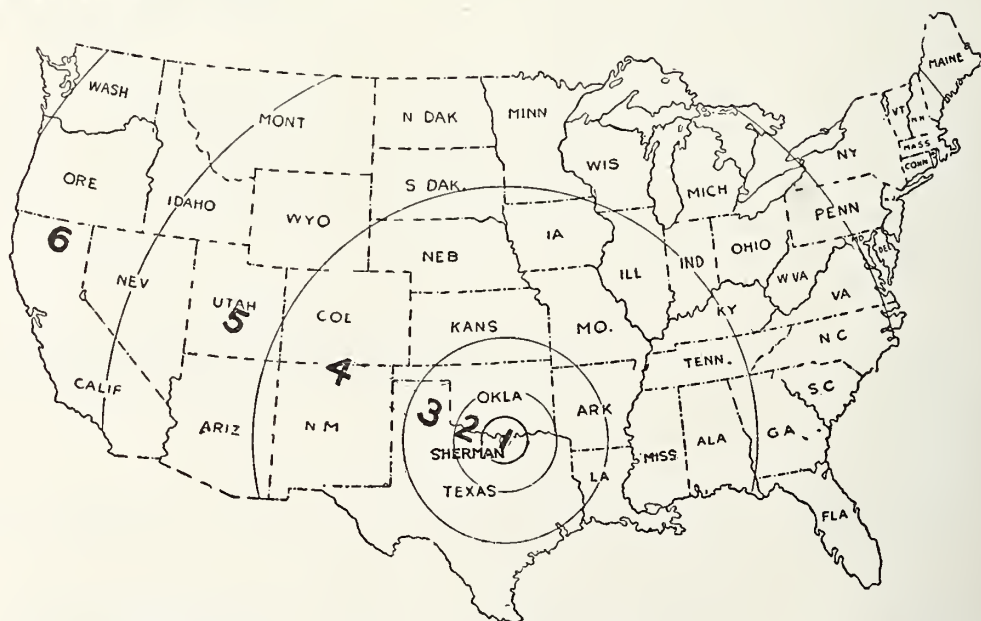 WASH
MONT
N DAK
MINN
MAINE
VT
N.H.
MASS
CONN
NY
ORE
IDAHO
WYO
S DAK.
WIS
MICH
PENN
6
NEV
UTAH
5
COL
NEB
IA
ILL
IND
OHIO
W VA
MD
DEL
VA
KANS
MO.
KY
N C
TENN.
S C
CALIF
4
ARIZ
N M
3
OKLA
2
1
ARK
SHERMAN
TEXAS
LA
MISS
ALA
GA.
FLA